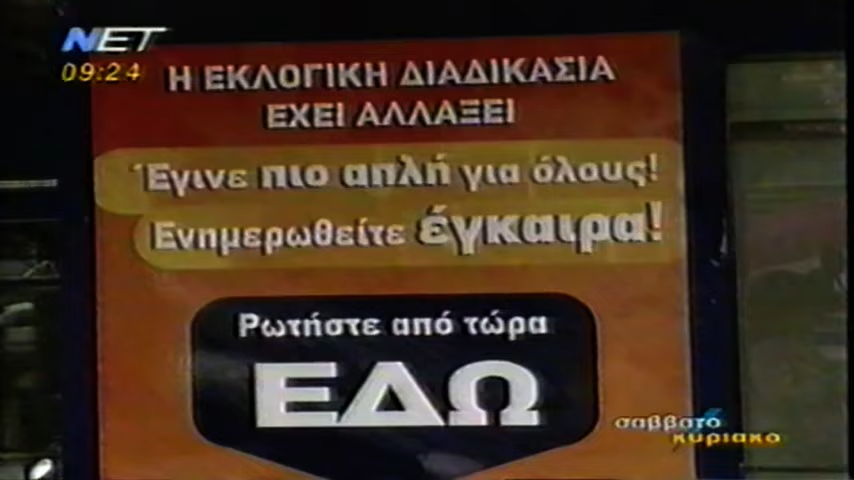 NET
09:24
Η ΕΚΛΟΓΙΚΗ ΔΙΑΔΙΚΑΣΙΑ
ΕΧΕΙ ΑΛΛΑΞΕΙ
Έγινε πιο απλή για όλους!
Ενημερωθείτε έγκαιρα!
Ρωτήστε από τώρα
ΕΔΩ
σαββατό
κυριακο